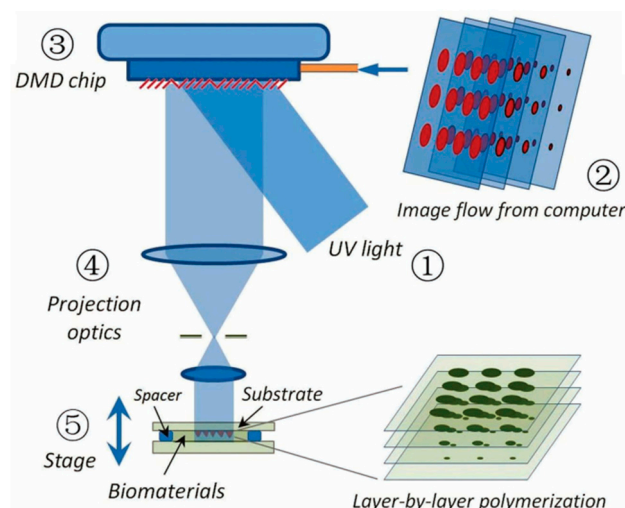 ③
DMD chip
②
Image flow from computer
UV light
①
④
Projection
optics
Spacer
Substrate
⑤
Stage
Biomaterials
Layer-by-layer polymerization